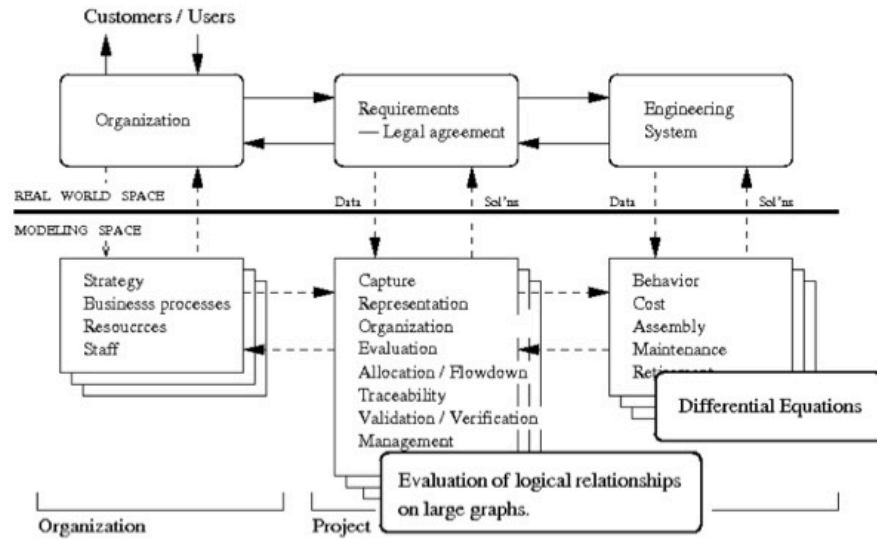 Customers / Users
Organization
Requirements
— Legal agreement
Engineering
System
REAL WORLD SPACE
Data
Sol'ns
Data
Sol'ns
MODELING SPACE
Strategy
Businesss processes
Resoucrces
Staff
Capture
Representation
Organization
Evaluation
Allocation / Flowdown
Traceability
Validation / Verification
Management
Behavior
Cost
Assembly
Maintenance
Retirement
Differential Equations
Evaluation of logical relationships
on large graphs.
Organization
Project